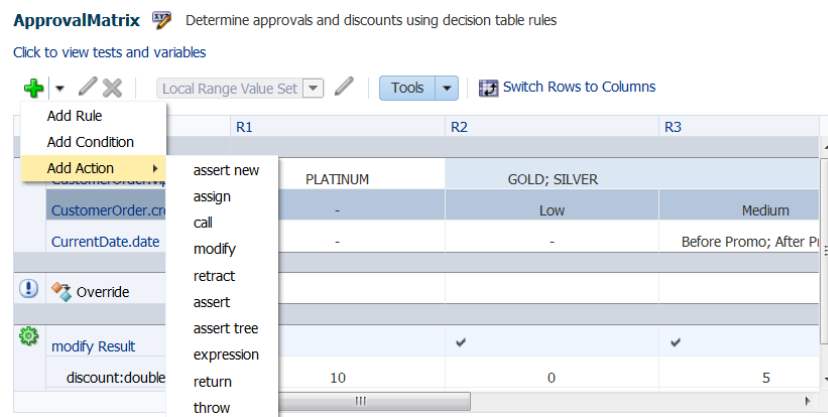 ApprovalMatrix Determine approvals and discounts using decision table rules
Click to view tests and variables
Local Range Value Set Tools Switch Rows to Columns
Add Rule
Add Condition
Add Action
assert new
assign
call
modify
retract
assert
assert tree
expression
return
throw
R1 R2 R3
PLATINUM GOLD; SILVER
CustomerOrder.cr - Low Medium
CurrentDate.date - - Before Promo; After P
Override
modify Result
discount:double 10 0 5